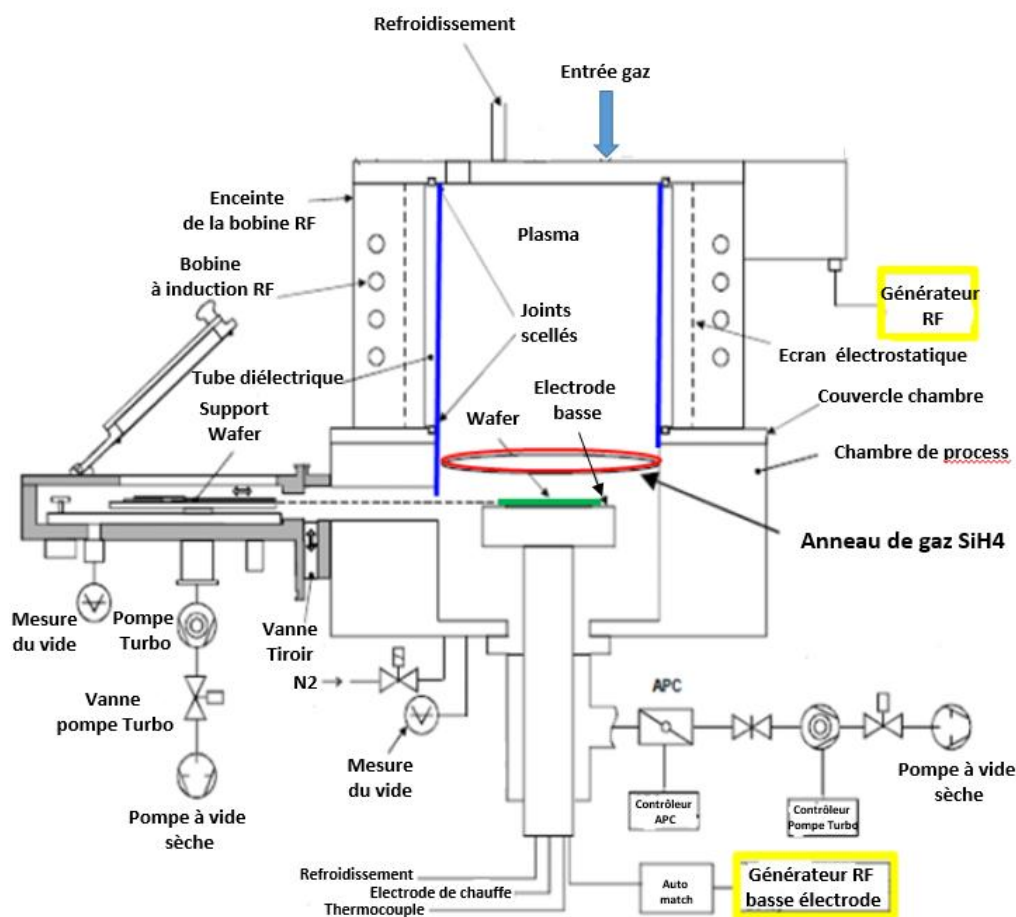 Refroidissement
Entrée gaz
Enceinte
de la bobine RF
Plasma
Bobine
à induction RF
Générateur
RF
Joints
scellés
Ecran électrostatique
Tube diélectrique
Electrode
basse
Couvercle chambre
Support
Wafer
Wafer
Chambre de process
Anneau de gaz SiH4
Mesure
du vide
Pompe
Turbo
Vanne
Tiroir
N2
APC
Vanne
pompe Turbo
Mesure
du vide
Pompe à vide
sèche
Pompe à vide
sèche
Contrôleur
APC
Contrôleur
Pompe Turbo
Refroidissement
Electrode de chauffe
Thermocouple
Auto
match
Générateur RF
basse électrode